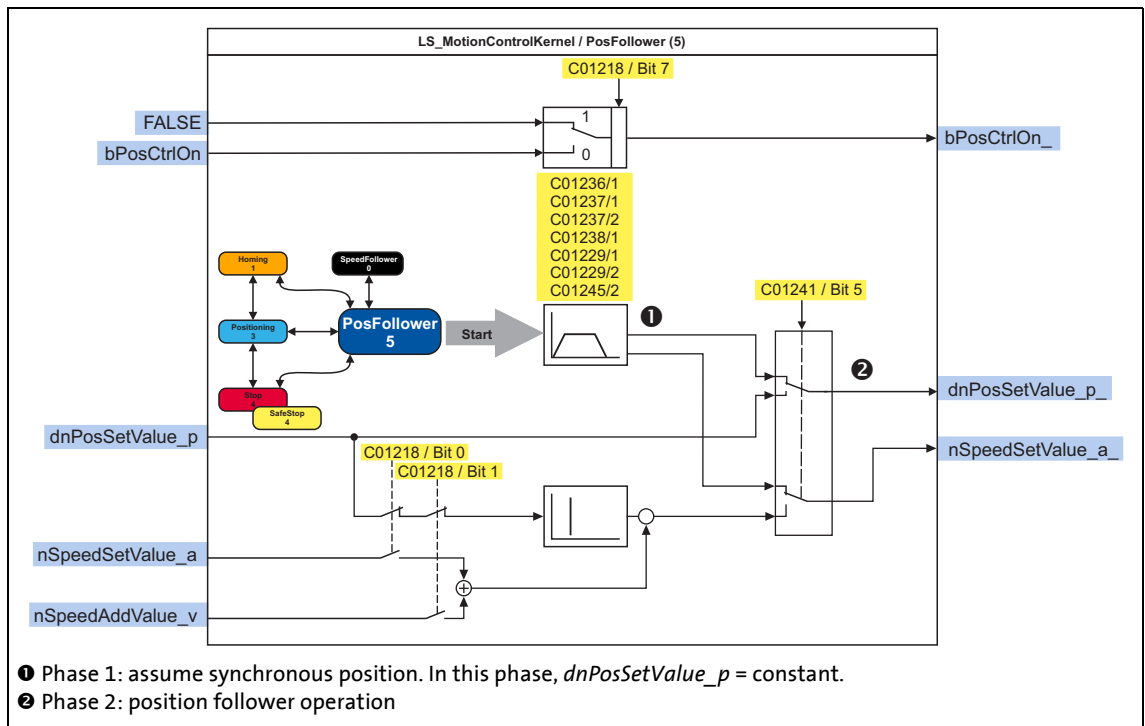 LS_MotionControlKernel / PosFollower (5)
C01218 / Bit 7
FALSE
1
bPosCtrlOn
0
bPosCtrlOn_
C01236/1
C01237/1
C01237/2
C01238/1
C01229/1
C01229/2
C01245/2
Homing
1
SpeedFollower
0
C01241 / Bit 5
Positioning
3
PosFollower
5
Start
❶
❷
Stop
4
SafeStop
4
dnPosSetValue_p_
dnPosSetValue_p
nSpeedSetValue_a_
C01218 / Bit 0
C01218 / Bit 1
nSpeedSetValue_a
nSpeedAddValue_v
❶ Phase 1: assume synchronous position. In this phase, dnPosSetValue_p = constant.
❷ Phase 2: position follower operation